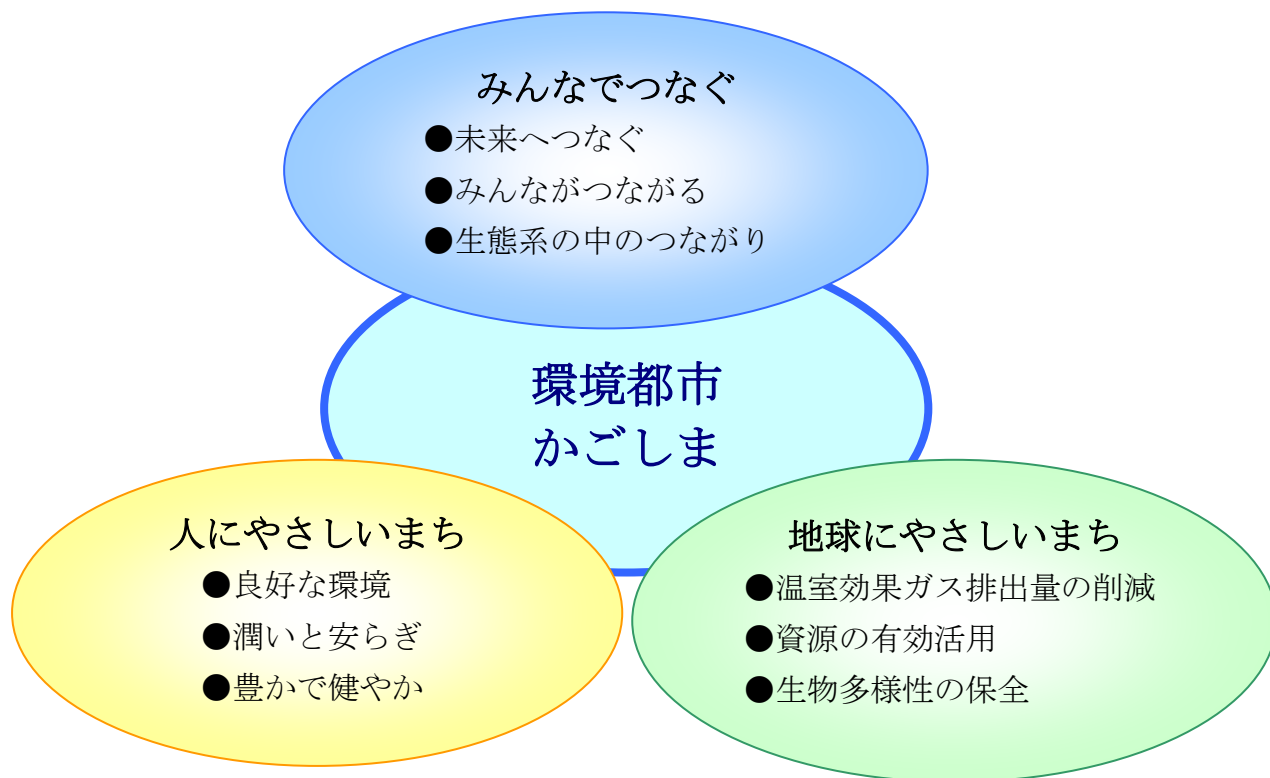 みんなでつなぐ
●未来へつなぐ
●みんながつながる
●生態系の中のつながり
環境都市
かごしま
人にやさしいまち
●良好な環境
●潤いと安らぎ
●豊かで健やか
地球にやさしいまち
●温室効果ガス排出量の削減
●資源の有効活用
●生物多様性の保全